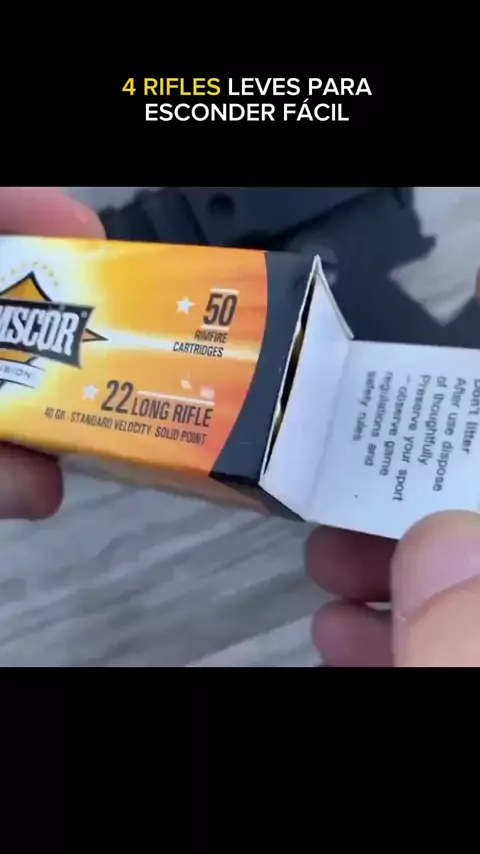 4 RIFLES LEVES PARA
ESCONDER FÁCIL
MSCOR
50
RIMFIRE
CARTRIDGES
22 LONG RIFLE
40 GR · STANDARD VELOCITY · SOLID POINT
Don't litter
After use dispose
of thoughtfully
Preserve
– observe your sport
regulations game
safety rules and